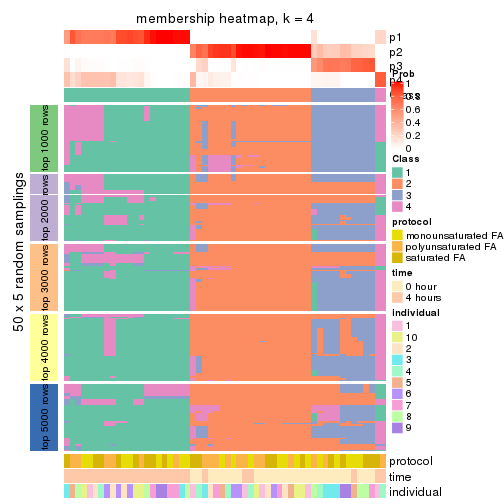 membership heatmap, k = 4
p1
p2
p3
p4
Prob
1
0.8
0.6
0.4
0.2
0
Class
1
2
3
4
protocol
monounsaturated FA
polyunsaturated FA
saturated FA
time
0 hour
4 hours
individual
1
10
2
3
4
5
6
7
8
9
50 x 5 random samplings
top 1000 rows
top 2000 rows
top 3000 rows
top 4000 rows
top 5000 rows
protocol
time
individual